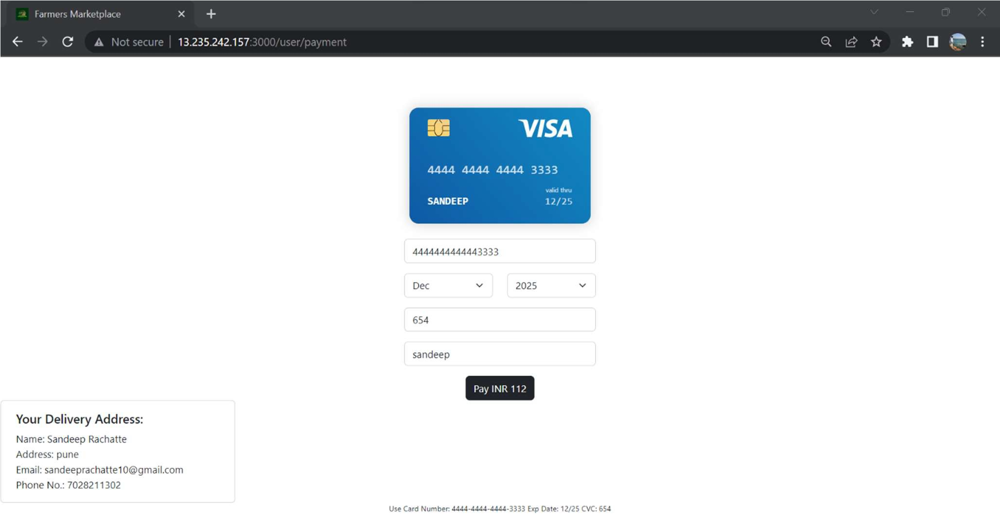 Farmers Marketplace
Not secure | 13.235.242.157:3000/user/payment
VISA
4444 4444 4444 3333
valid thru
SANDEEP 12/25
4444444444443333
Dec 2025
654
sandeep
Pay INR 112
Your Delivery Address:
Name: Sandeep Rachatte
Address: pune
Email: sandeeprachatte10@gmail.com
Phone No.: 7028211302
Use Card Number: 4444-4444-4444-3333 Exp Date: 12/25 CVC: 654